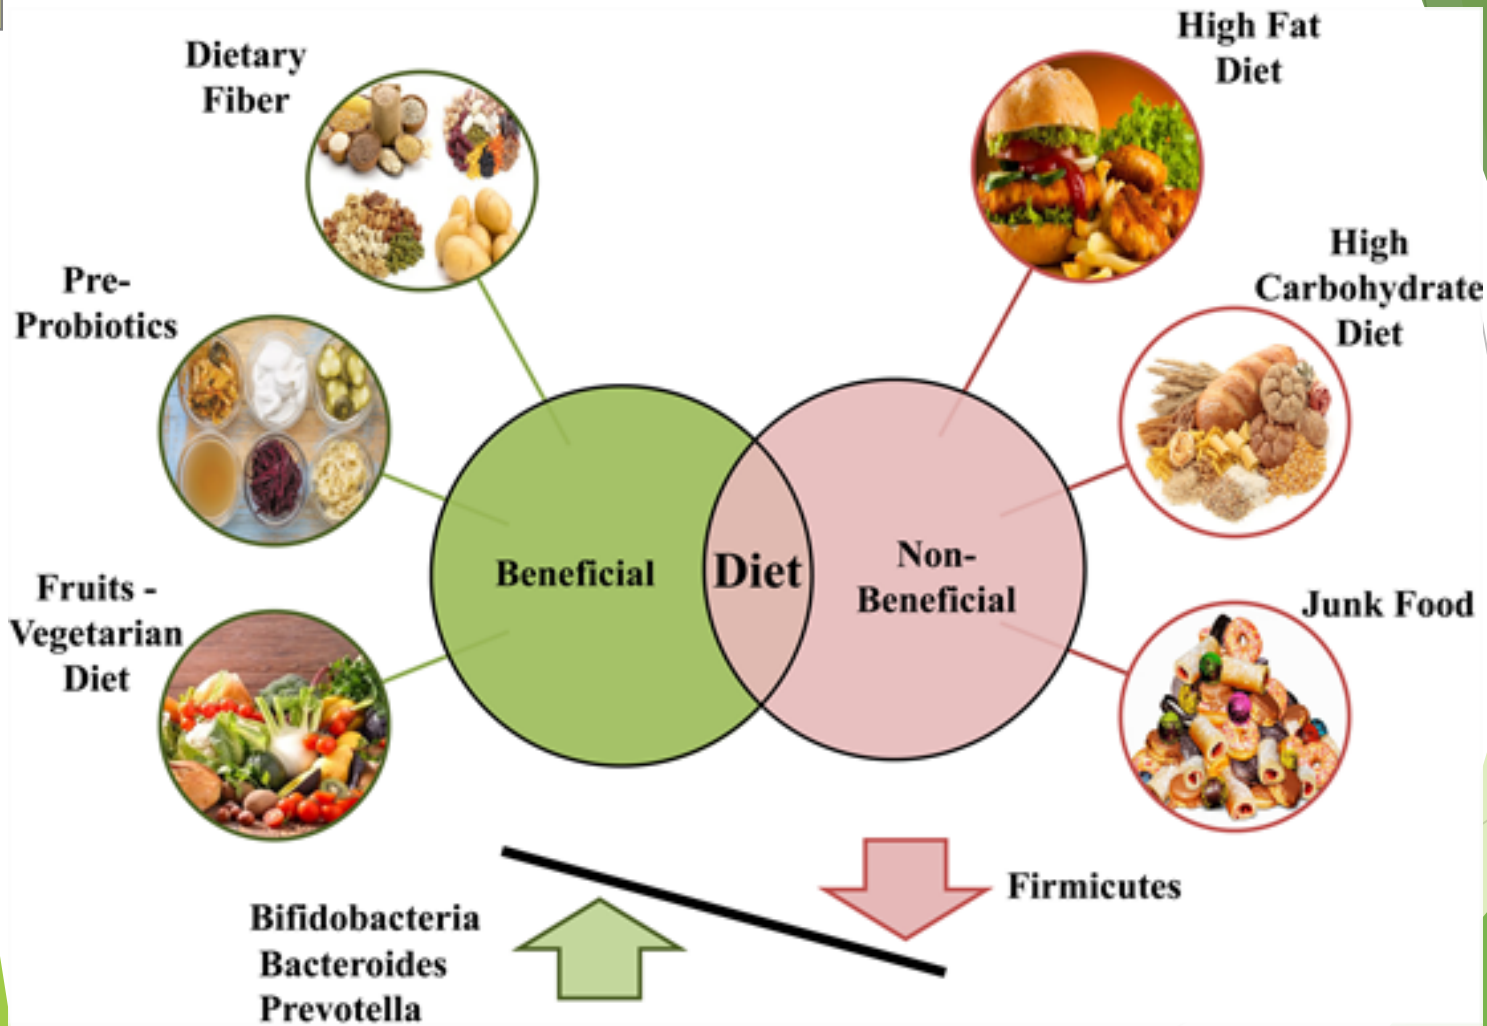 Dietary
Fiber
High Fat
Diet
Pre-
Probiotics
High
Carbohydrate
Diet
Fruits -
Vegetarian
Diet
Beneficial
Diet
Non-
Beneficial
Junk Food
Bifidobacteria
Bacteroides
Prevotella
Firmicutes